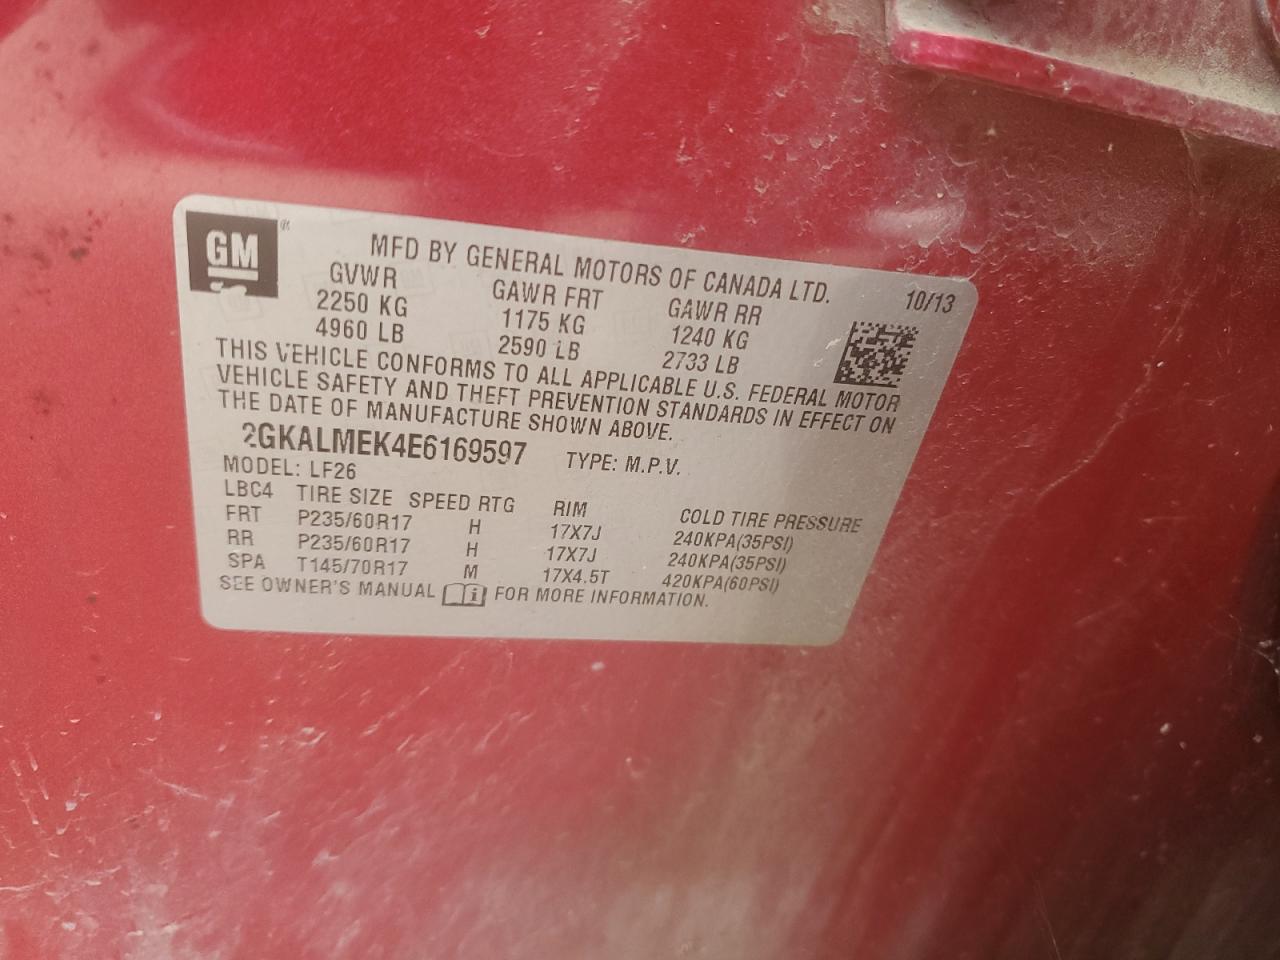 GM ®
MFD BY GENERAL MOTORS OF CANADA LTD.
10/13
GVWR GAWR FRT GAWR RR
2250 KG 1175 KG 1240 KG
4960 LB 2590 LB 2733 LB
THIS VEHICLE CONFORMS TO ALL APPLICABLE U.S. FEDERAL MOTOR
VEHICLE SAFETY AND THEFT PREVENTION STANDARDS IN EFFECT ON
THE DATE OF MANUFACTURE SHOWN ABOVE.
2GKALMEK4E6169597 TYPE: M.P.V.
MODEL: LF26
LBC4 TIRE SIZE SPEED RTG RIM COLD TIRE PRESSURE
FRT P235/60R17 H 17X7J 240KPA(35PSI)
RR P235/60R17 H 17X7J 240KPA(35PSI)
SPA T145/70R17 M 17X4.5T 420KPA(60PSI)
SEE OWNER'S MANUAL i FOR MORE INFORMATION.